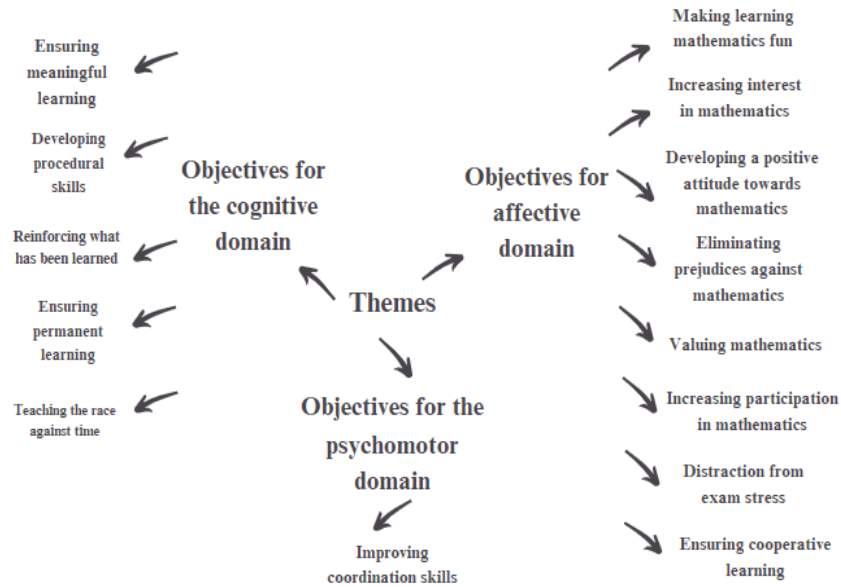 Ensuring
meaningful
learning
Developing
procedural
skills
Reinforcing what
has been learned
Ensuring
permanent
learning
Teaching the race
against time
Objectives for
the cognitive
domain
Themes
Objectives for the
psychomotor
domain
Improving
coordination skills
Objectives for
affective
domain
Making learning
mathematics fun
Increasing interest
in mathematics
Developing a positive
attitude towards
mathematics
Eliminating
prejudices against
mathematics
Valuing mathematics
Increasing participation
in mathematics
Distraction from
exam stress
Ensuring cooperative
learning